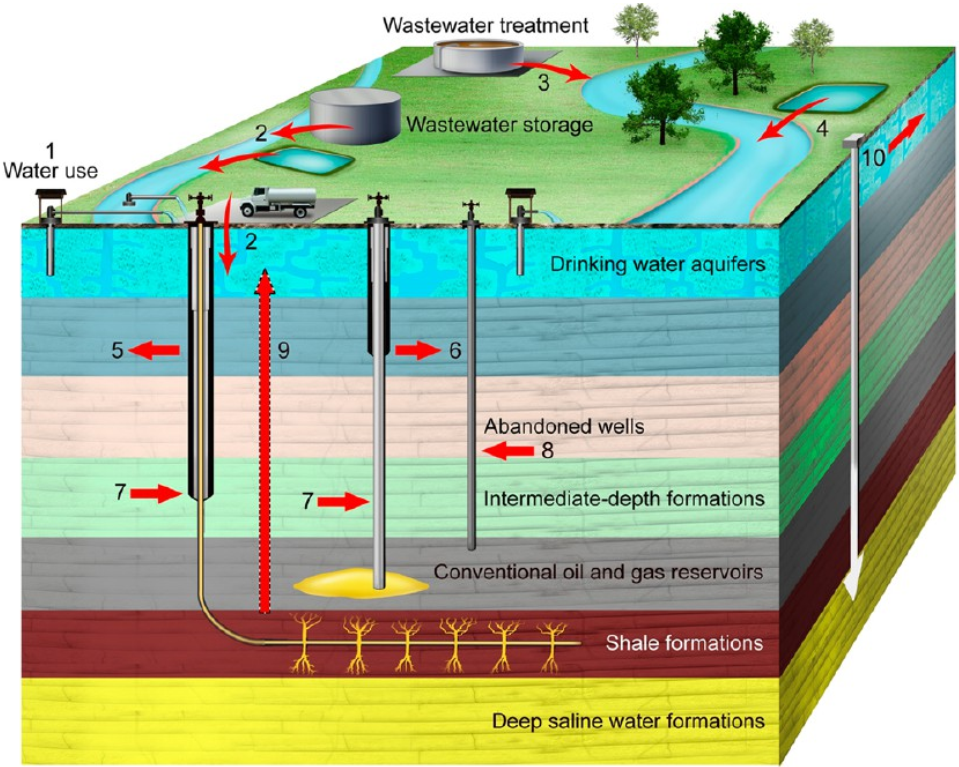 Wastewater treatment
3
2
Wastewater storage
4
1
Water use
10
2
Drinking water aquifers
5
9
6
Abandoned wells
8
7
7
Intermediate-depth formations
Conventional oil and gas reservoirs
Shale formations
Deep saline water formations